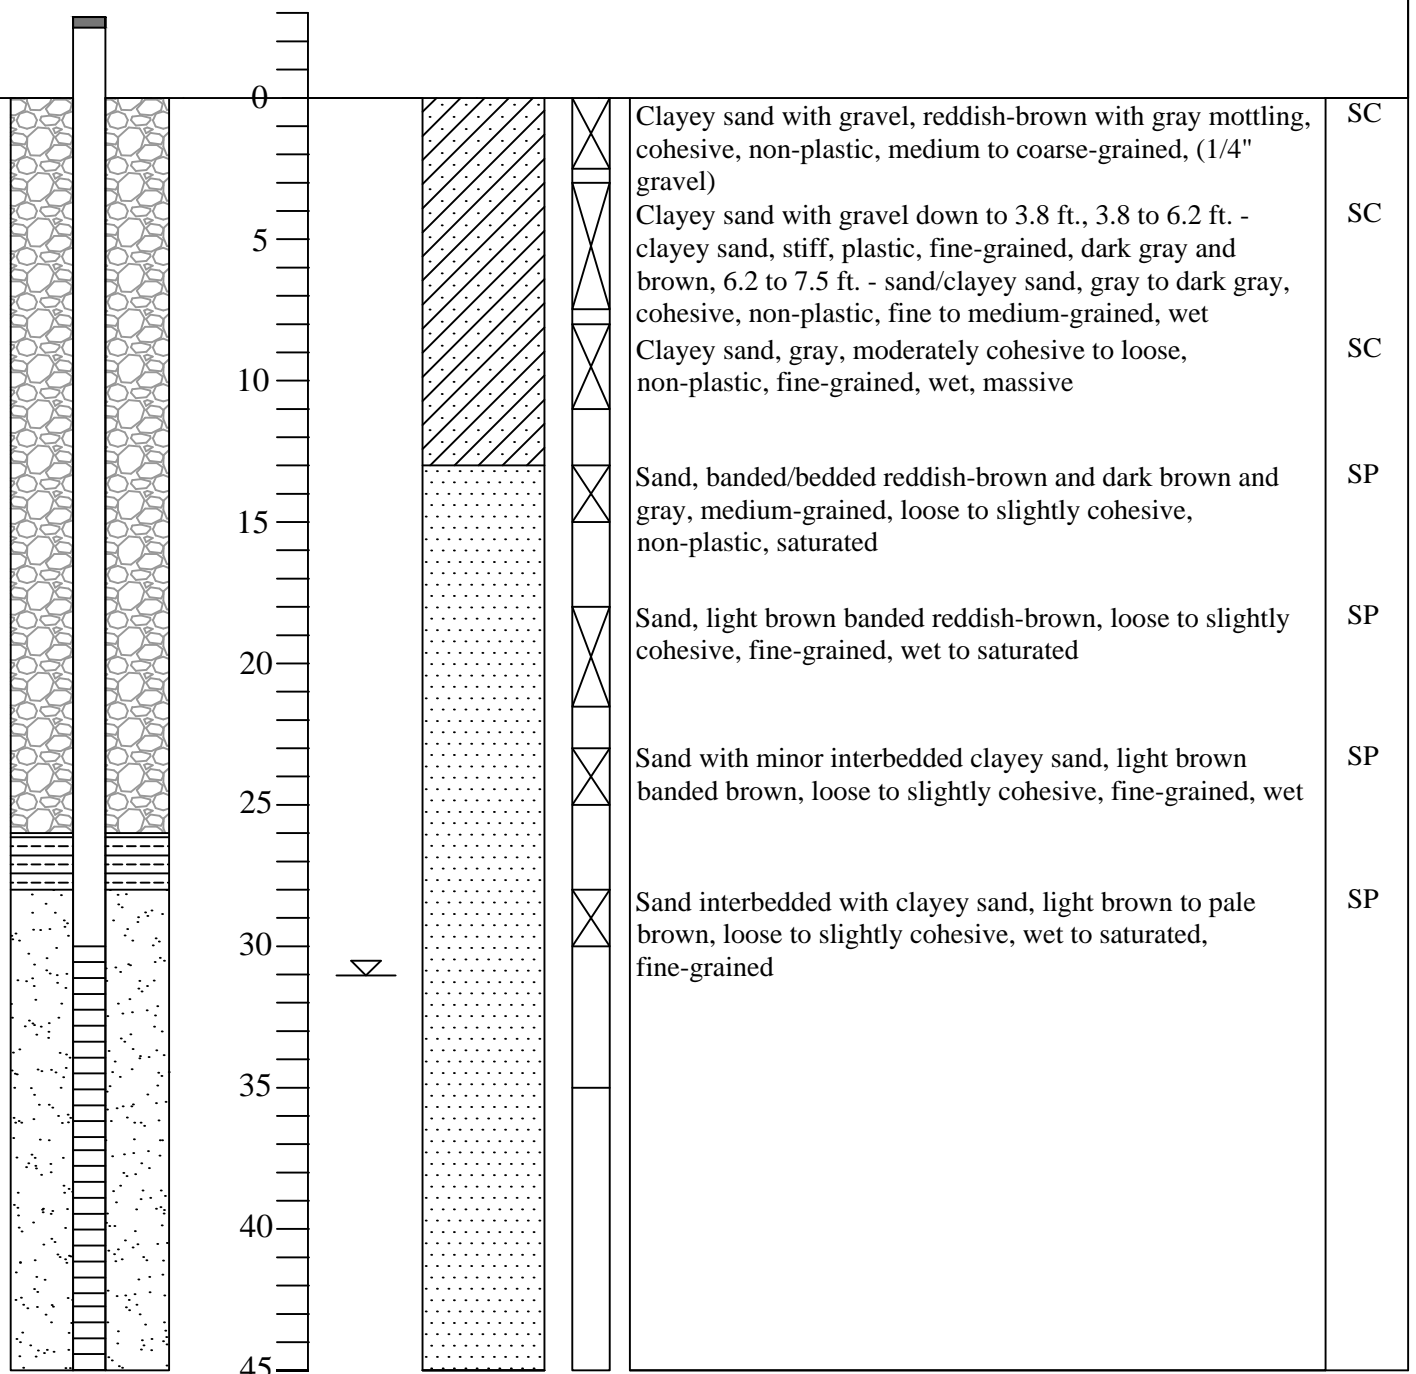 0
Clayey sand with gravel, reddish-brown with gray mottling,
cohesive, non-plastic, medium to coarse-grained, (1/4"
gravel)
SC
Clayey sand with gravel down to 3.8 ft., 3.8 to 6.2 ft. -
clayey sand, stiff, plastic, fine-grained, dark gray and
brown, 6.2 to 7.5 ft. - sand/clayey sand, gray to dark gray,
cohesive, non-plastic, fine to medium-grained, wet
SC
5
Clayey sand, gray, moderately cohesive to loose,
non-plastic, fine-grained, wet, massive
SC
10
Sand, banded/bedded reddish-brown and dark brown and
gray, medium-grained, loose to slightly cohesive,
non-plastic, saturated
SP
15
Sand, light brown banded reddish-brown, loose to slightly
cohesive, fine-grained, wet to saturated
SP
20
Sand with minor interbedded clayey sand, light brown
banded brown, loose to slightly cohesive, fine-grained, wet
SP
25
Sand interbedded with clayey sand, light brown to pale
brown, loose to slightly cohesive, wet to saturated,
fine-grained
SP
30
35
40
45